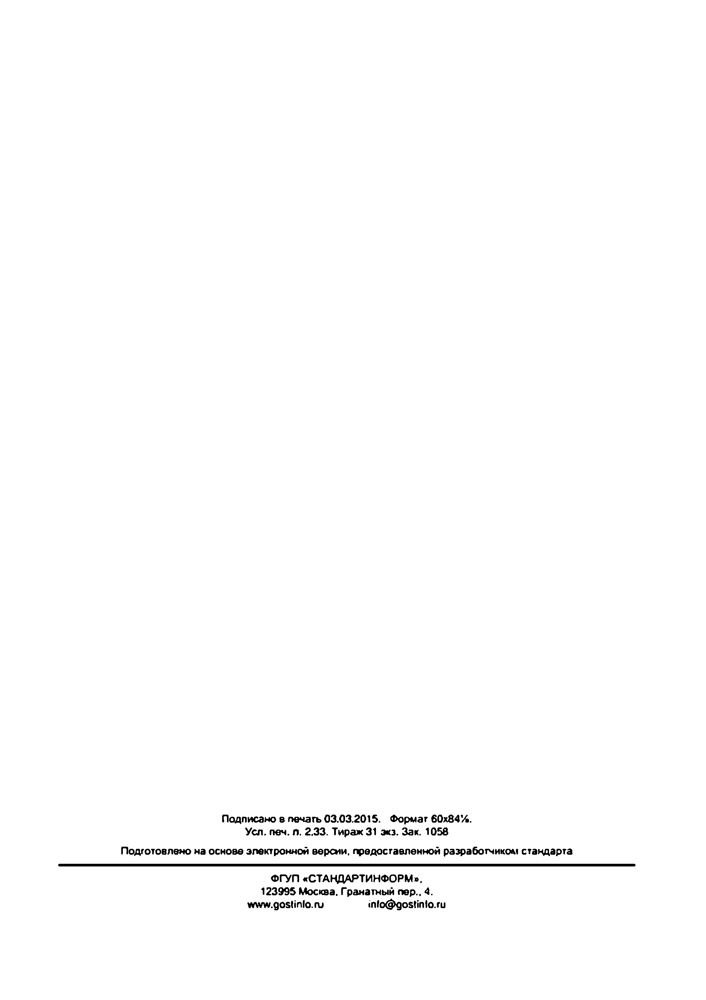 Подписано в печать 03.03.2015. Формат 60х84⅛.
Усл. печ. л. 2,33. Тираж 31 экз. Зак. 1058
Подготовлено на основе электронной версии, предоставленной разработчиком стандарта
ФГУП «СТАНДАРТИНФОРМ»,
123995 Москва, Гранатный пер., 4.
www.gostinfo.ru info@gostinfo.ru